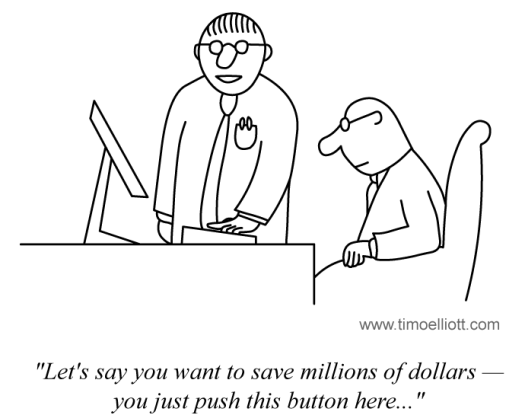 www.timoelliott.com
"Let's say you want to save millions of dollars —
you just push this button here..."